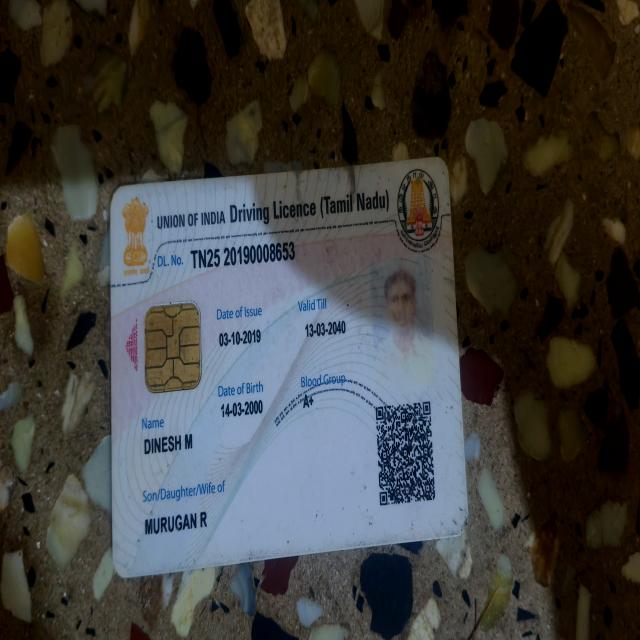 UNION OF INDIA Driving Licence (Tamil Nadu)
DL. No. TN25 20190008653
Date of Issue Valid Till
03-10-2019 13-03-2040
Date of Birth Blood Group
14-03-2000 A+
Name
DINESH M
Son/Daughter/Wife of
MURUGAN R